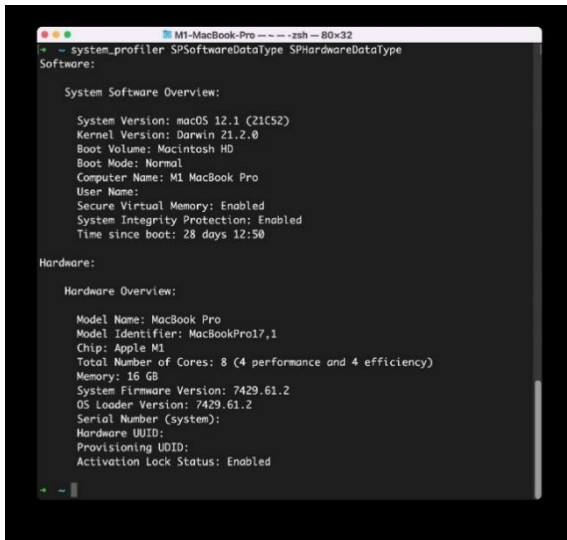 M1-MacBook-Pro — ~ — -zsh — 80×32
→ ~ system_profiler SPSoftwareDataType SPHardwareDataType
Software:
System Software Overview:
System Version: macOS 12.1 (21C52)
Kernel Version: Darwin 21.2.0
Boot Volume: Macintosh HD
Boot Mode: Normal
Computer Name: M1 MacBook Pro
User Name:
Secure Virtual Memory: Enabled
System Integrity Protection: Enabled
Time since boot: 28 days 12:50
Hardware:
Hardware Overview:
Model Name: MacBook Pro
Model Identifier: MacBookPro17,1
Chip: Apple M1
Total Number of Cores: 8 (4 performance and 4 efficiency)
Memory: 16 GB
System Firmware Version: 7429.61.2
OS Loader Version: 7429.61.2
Serial Number (system):
Hardware UUID:
Provisioning UDID:
Activation Lock Status: Enabled
→ ~